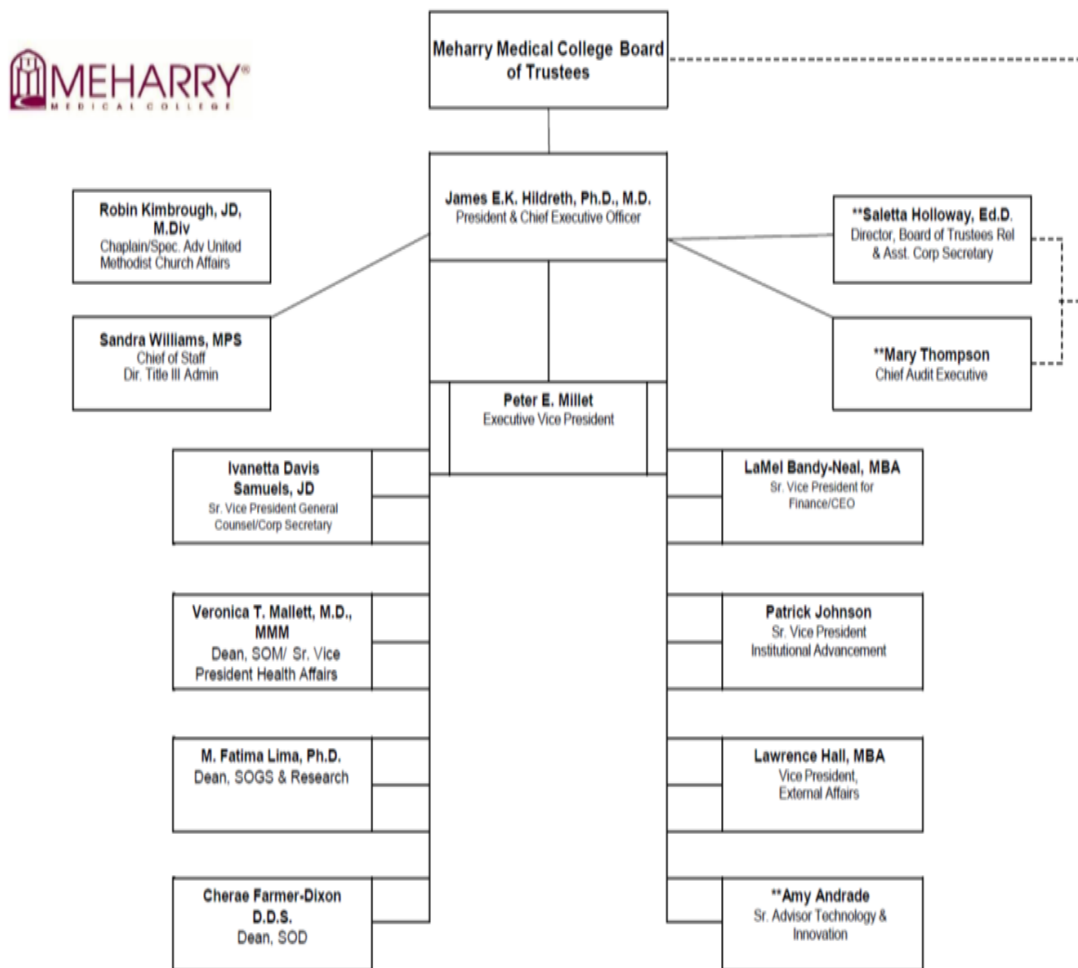 Meharry Medical College Board
of Trustees
MEHARRY®
MEDICAL COLLEGE
James E.K. Hildreth, Ph.D., M.D.
President & Chief Executive Officer
Robin Kimbrough, JD,
M.Div
Chaplain/Spec. Adv United
Methodist Church Affairs
**Saletta Holloway, Ed.D.
Director, Board of Trustees Rel
& Asst. Corp Secretary
Sandra Williams, MPS
Chief of Staff
Dir. Title III Admin
**Mary Thompson
Chief Audit Executive
Peter E. Millet
Executive Vice President
Ivanetta Davis
Samuels, JD
Sr. Vice President General
Counsel/Corp Secretary
LaMel Bandy-Neal, MBA
Sr. Vice President for
Finance/CEO
Veronica T. Mallett, M.D.,
MMM
Dean, SOM/ Sr. Vice
President Health Affairs
Patrick Johnson
Sr. Vice President
Institutional Advancement
M. Fatima Lima, Ph.D.
Dean, SOGS & Research
Lawrence Hall, MBA
Vice President,
External Affairs
Cherae Farmer-Dixon
D.D.S.
Dean, SOD
**Amy Andrade
Sr. Advisor Technology &
Innovation